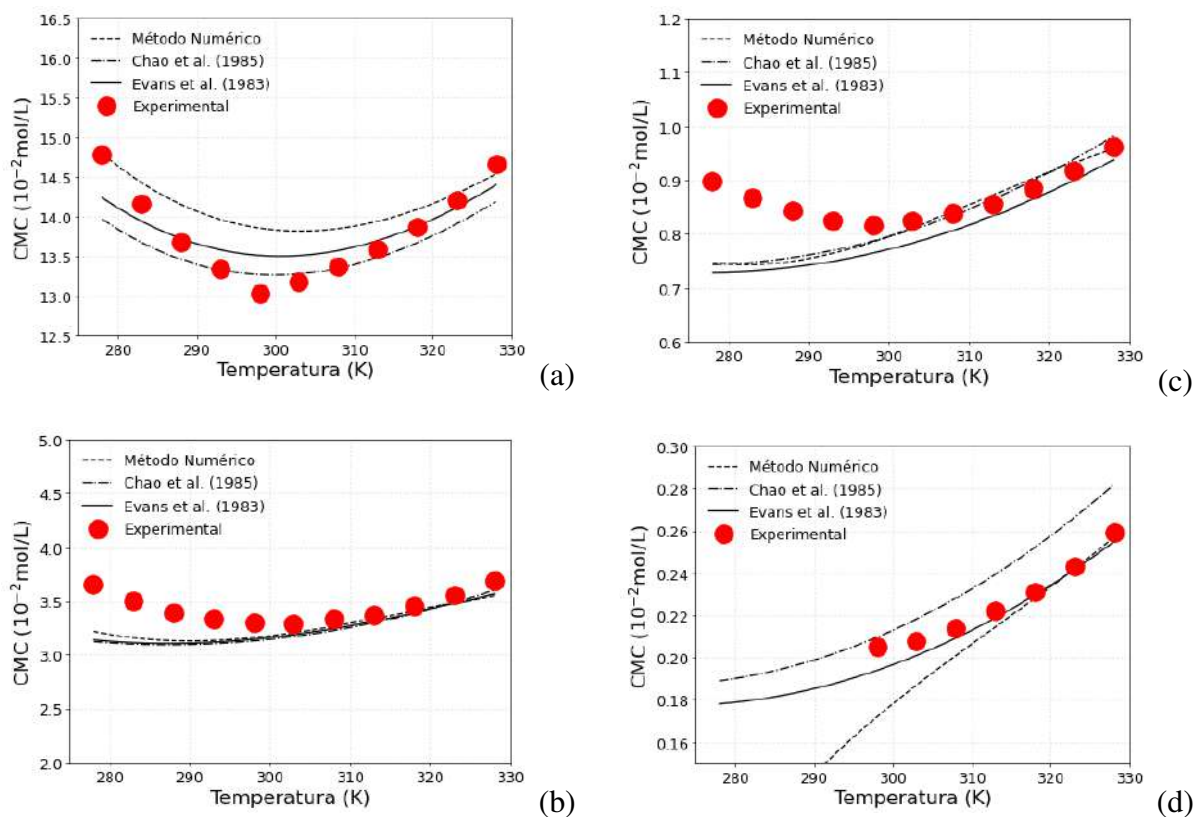 16.5
16.0
15.5
15.0
14.5
14.0
13.5
13.0
12.5
CMC (10⁻²mol/L)
Método Numérico
Chao et al. (1985)
Evans et al. (1983)
Experimental
280 290 300 310 320 330
Temperatura (K)
(a)
1.2
1.1
1.0
0.9
0.8
0.7
0.6
CMC (10⁻²mol/L)
Método Numérico
Chao et al. (1985)
Evans et al. (1983)
Experimental
280 290 300 310 320 330
Temperatura (K)
(c)
5.0
4.5
4.0
3.5
3.0
2.5
2.0
CMC (10⁻²mol/L)
Método Numérico
Chao et al. (1985)
Evans et al. (1983)
Experimental
280 290 300 310 320 330
Temperatura (K)
(b)
0.30
0.28
0.26
0.24
0.22
0.20
0.18
0.16
CMC (10⁻²mol/L)
Método Numérico
Chao et al. (1985)
Evans et al. (1983)
Experimental
280 290 300 310 320 330
Temperatura (K)
(d)